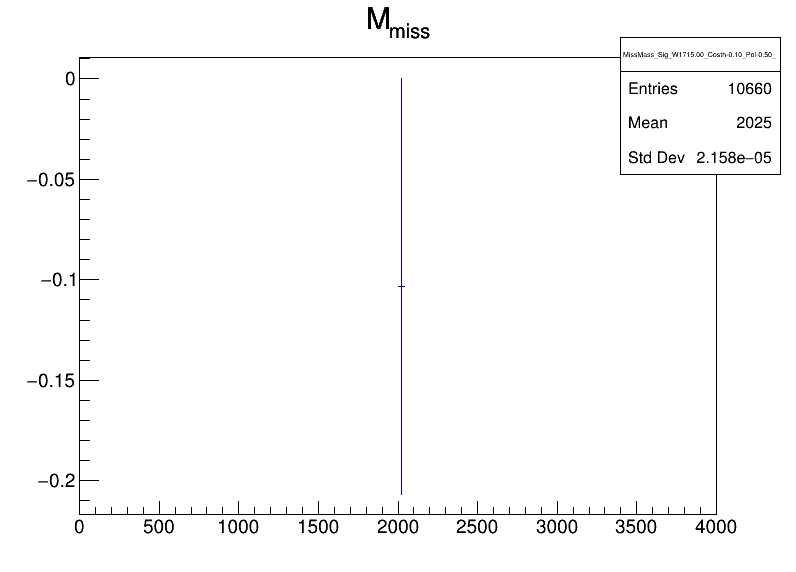 M_miss
MissMass_Sig_W1715.00_Costh-0.10_Pol-0.50_
Entries 10660
Mean 2025
Std Dev 2.158e−05
0
−0.05
−0.1
−0.15
−0.2
0 500 1000 1500 2000 2500 3000 3500 4000